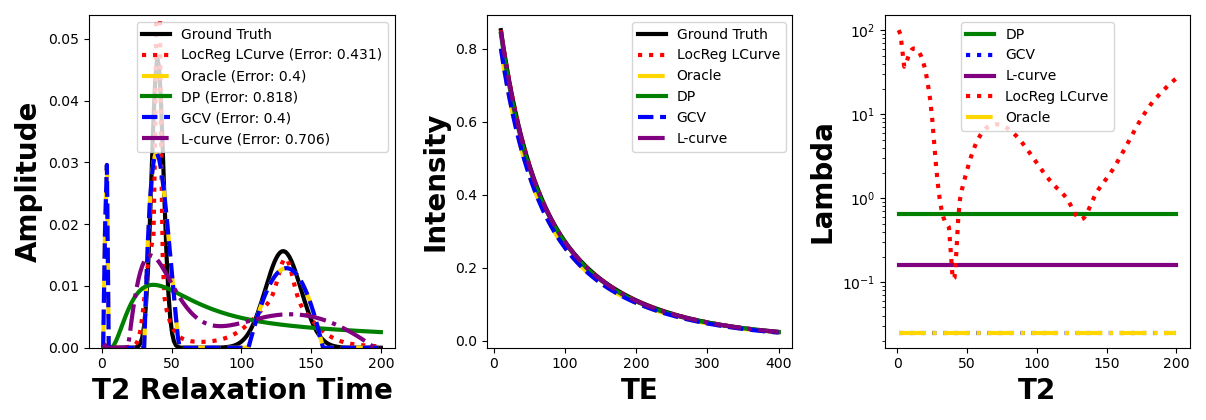 Amplitude
0.05
0.04
0.03
0.02
0.01
0.00
Ground Truth
LocReg LCurve (Error: 0.431)
Oracle (Error: 0.4)
DP (Error: 0.818)
GCV (Error: 0.4)
L-curve (Error: 0.706)
0 50 100 150 200
T2 Relaxation Time
Intensity
0.8
0.6
0.4
0.2
0.0
Ground Truth
LocReg LCurve
Oracle
DP
GCV
L-curve
0 100 200 300 400
TE
Lambda
10²
10¹
10⁰
10⁻¹
DP
GCV
L-curve
LocReg LCurve
Oracle
0 50 100 150 200
T2